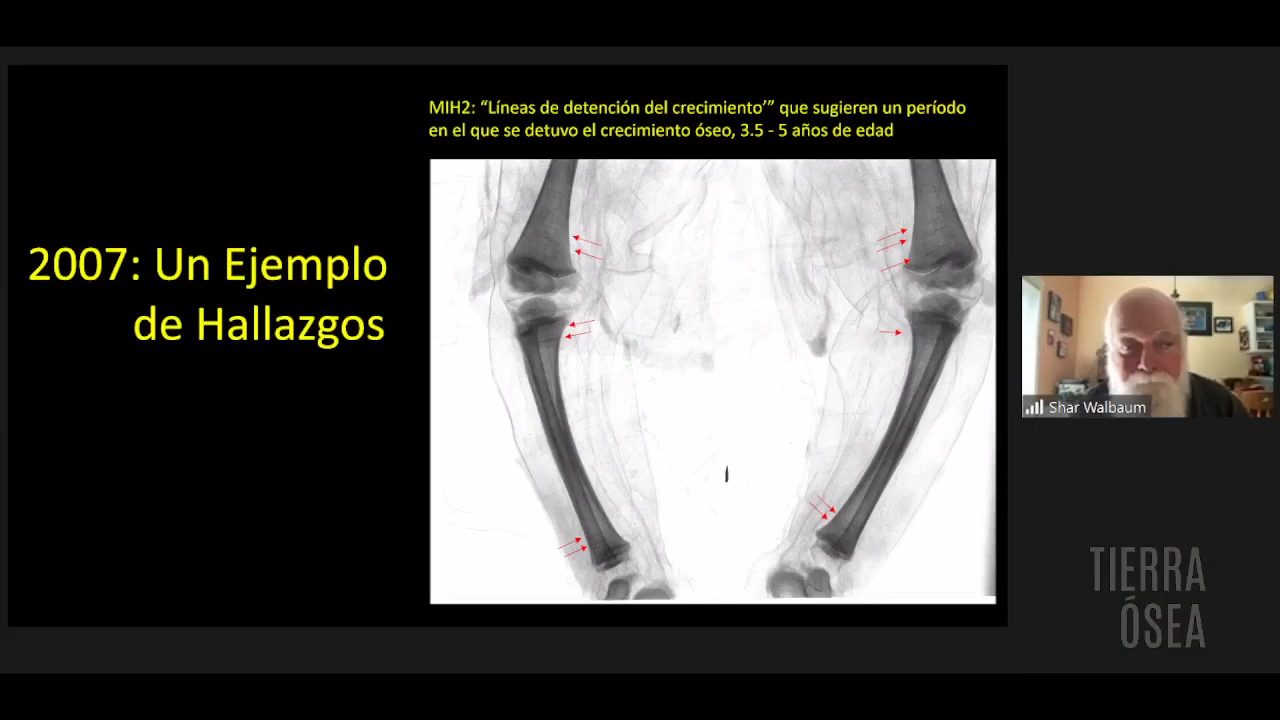 MIH2: “Líneas de detención del crecimiento’” que sugieren un período
en el que se detuvo el crecimiento óseo, 3.5 - 5 años de edad
2007: Un Ejemplo
de Hallazgos
Shar Walbaum
TIERRA
ÓSEA